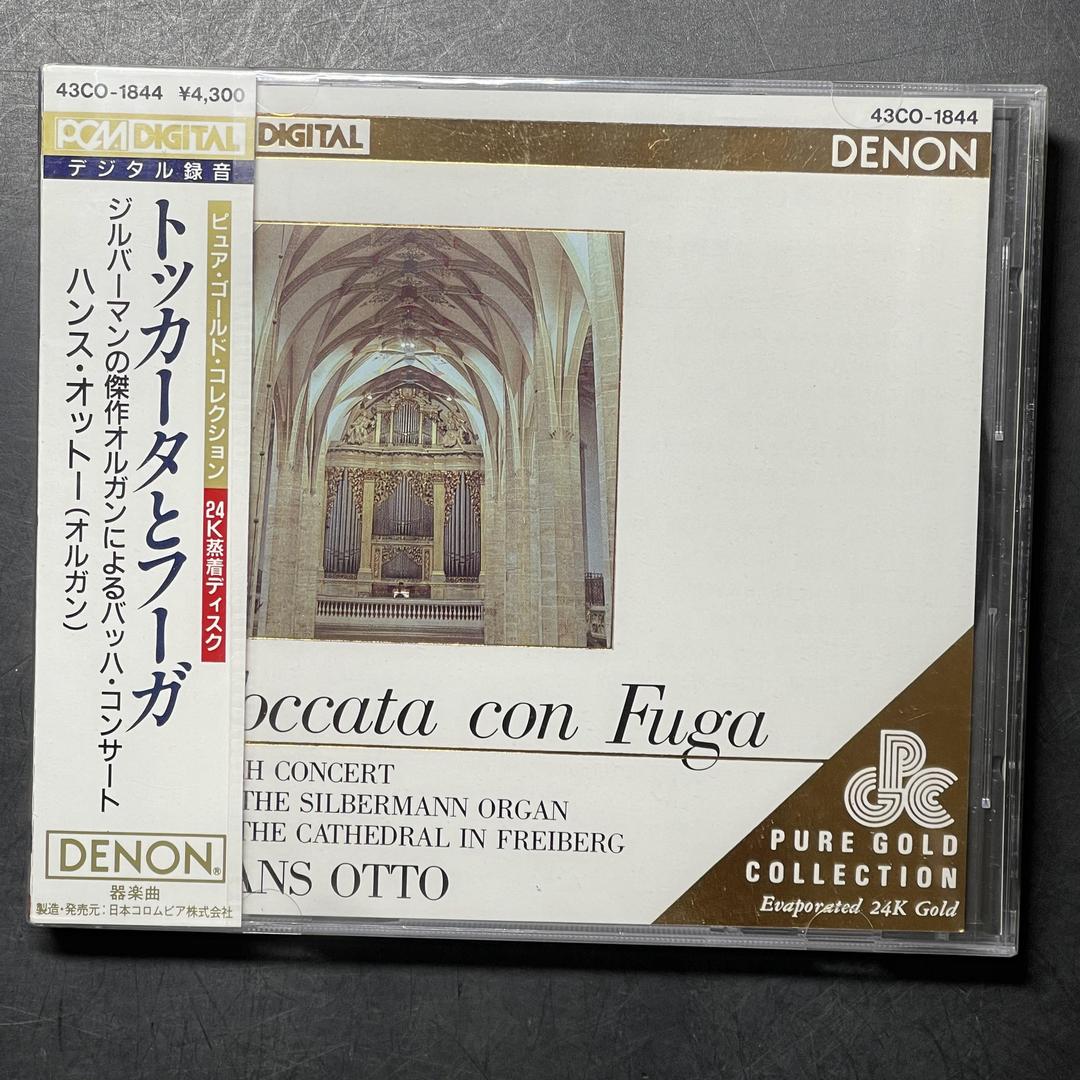 43CO-1844 ¥4,300
PCM DIGITAL
デジタル録音
ピュア・ゴールド・コレクション 24K蒸着ディスク
トッカータとフーガ
ジルバーマンの傑作オルガンによるバッハ・コンサート
ハンス・オットー(オルガン)
DENON®
器楽曲
製造・発売元:日本コロムビア株式会社
43CO-1844
DIGITAL
DENON
occata con Fuga
H CONCERT
THE SILBERMANN ORGAN
THE CATHEDRAL IN FREIBERG
ANS OTTO
GPCC
PURE GOLD
COLLECTION
Evaporated 24K Gold